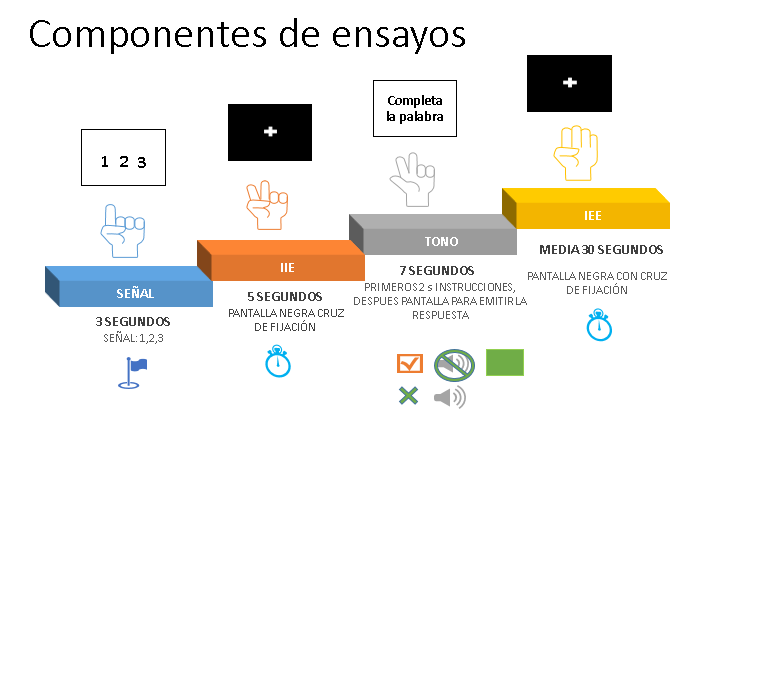 Componentes de ensayos
1 2 3
SEÑAL
3 SEGUNDOS
SEÑAL: 1,2,3
IIE
5 SEGUNDOS
PANTALLA NEGRA CRUZ
DE FIJACIÓN
Completa
la palabra
TONO
7 SEGUNDOS
PRIMEROS 2 s INSTRUCCIONES,
DESPUES PANTALLA PARA EMITIR LA
RESPUESTA
IEE
MEDIA 30 SEGUNDOS
PANTALLA NEGRA CON CRUZ
DE FIJACIÓN